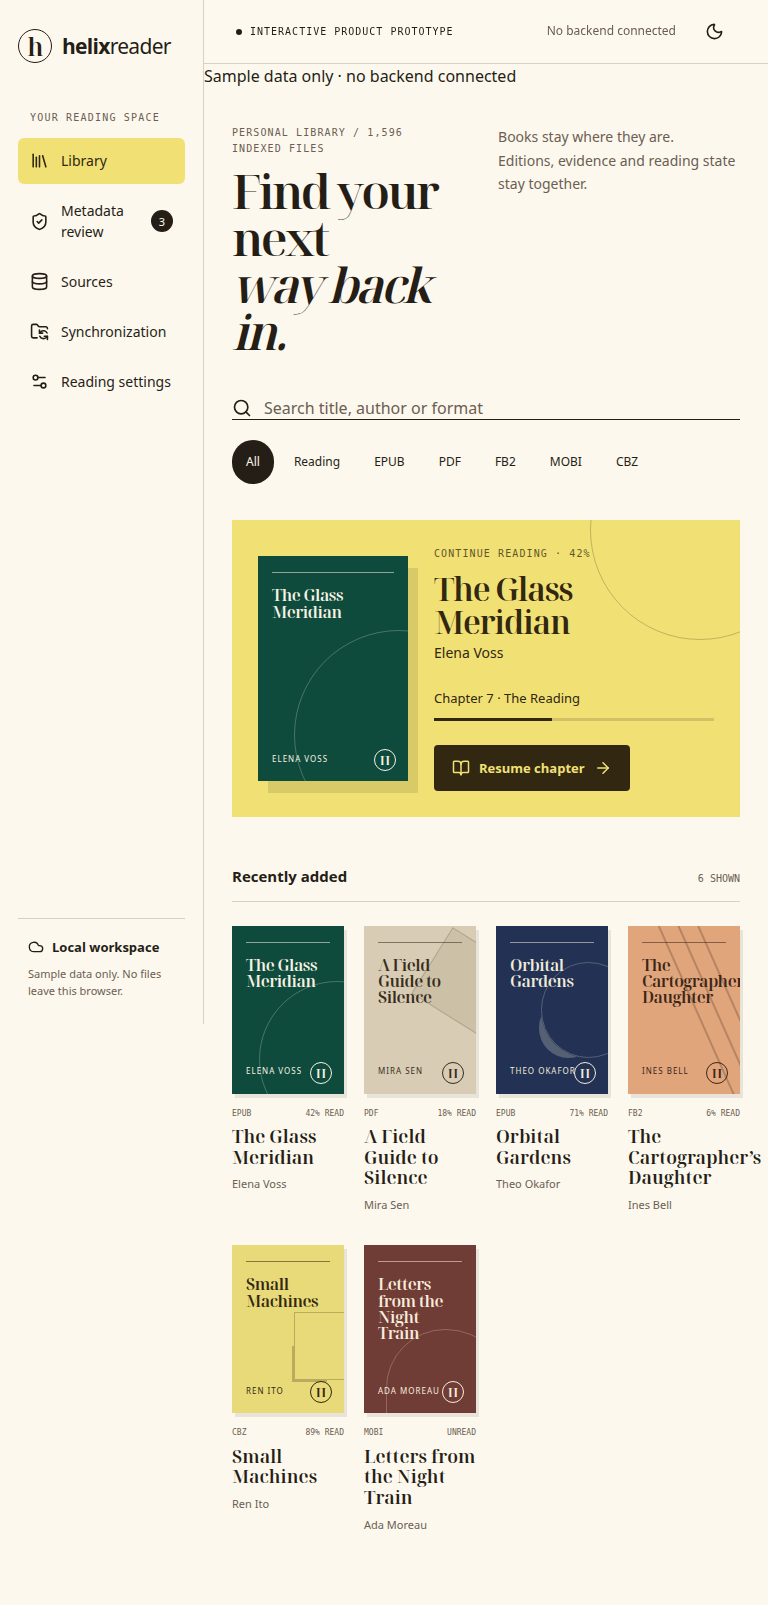 h helixreader
INTERACTIVE PRODUCT PROTOTYPE
No backend connected
Sample data only · no backend connected
YOUR READING SPACE
Library
Metadata
review
3
Sources
Synchronization
Reading settings
Local workspace
Sample data only. No files
leave this browser.
PERSONAL LIBRARY / 1,596
INDEXED FILES
Find your
next
way back
in.
Books stay where they are.
Editions, evidence and reading state
stay together.
Search title, author or format
All
Reading
EPUB
PDF
FB2
MOBI
CBZ
The Glass
Meridian
ELENA VOSS
H
CONTINUE READING · 42%
The Glass
Meridian
Elena Voss
Chapter 7 · The Reading
Resume chapter
Recently added
6 SHOWN
The Glass
Meridian
ELENA VOSS
H
EPUB 42% READ
The Glass
Meridian
Elena Voss
A Field
Guide to
Silence
MIRA SEN
H
PDF 18% READ
A Field
Guide to
Silence
Mira Sen
Orbital
Gardens
THEO OKAFOR
H
EPUB 71% READ
Orbital
Gardens
Theo Okafor
The
Cartographer
Daughter
INES BELL
H
FB2 6% READ
The
Cartographer’s
Daughter
Ines Bell
Small
Machines
REN ITO
H
CBZ 89% READ
Small
Machines
Ren Ito
Letters
from the
Night
Train
ADA MOREAU
H
MOBI UNREAD
Letters from
the Night
Train
Ada Moreau